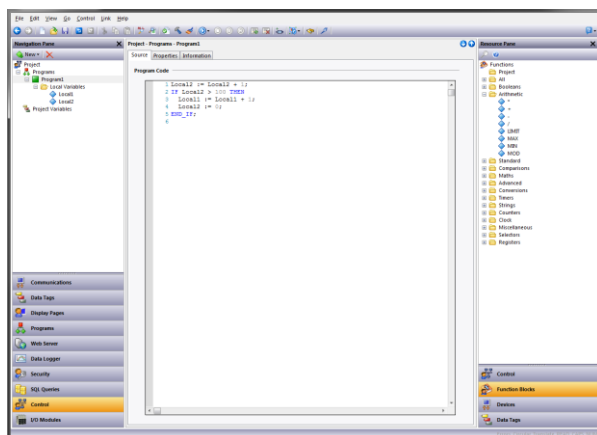 File Edit View Go Control Link Help
Navigation Pane
New
Project
Programs
Program1
Local Variables
Local1
Local2
Project Variables
Communications
Data Tags
Display Pages
Programs
Web Server
Data Logger
Security
SQL Queries
Control
I/O Modules
Project - Programs - Program1
Source Properties Information
Program Code
1 Local2 := Local2 + 1;
2 IF Local2 > 100 THEN
3 Local1 := Local1 + 1;
4 Local2 := 0;
5 END_IF;
6
Resource Pane
Functions
Project
All
Booleans
Arithmetic
*
+
-
/
LIMIT
MAX
MIN
MOD
Standard
Comparisons
Maths
Advanced
Conversions
Timers
Strings
Counters
Clock
Miscellaneous
Selectors
Registers
Control
Function Blocks
Devices
Data Tags